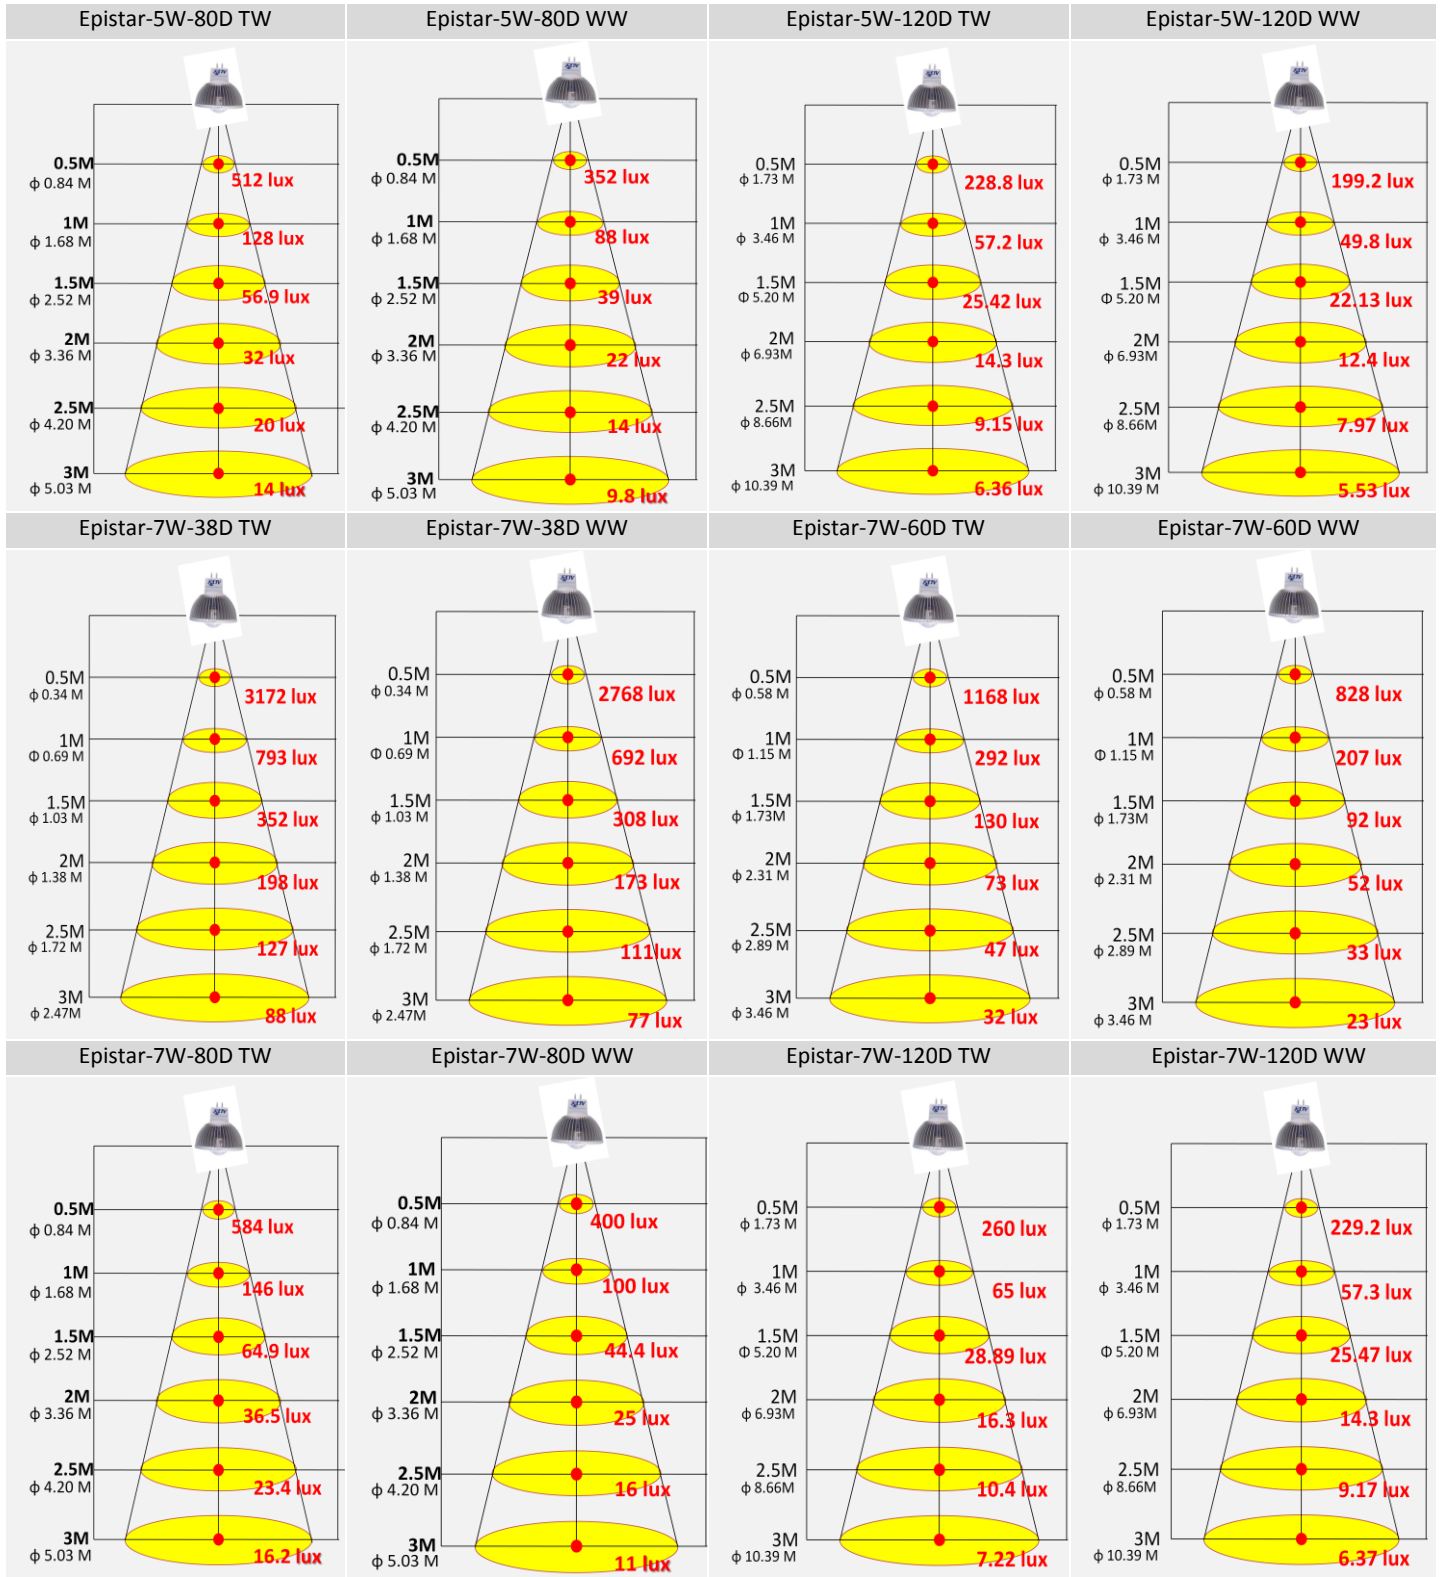 Epistar-5W-80D TW
0.5M
ϕ 0.84 M
512 lux
1M
ϕ 1.68 M
128 lux
1.5M
ϕ 2.52 M
56.9 lux
2M
ϕ 3.36 M
32 lux
2.5M
ϕ 4.20 M
20 lux
3M
ϕ 5.03 M
14 lux
Epistar-5W-80D WW
0.5M
ϕ 0.84 M
352 lux
1M
ϕ 1.68 M
88 lux
1.5M
ϕ 2.52 M
39 lux
2M
ϕ 3.36 M
22 lux
2.5M
ϕ 4.20 M
14 lux
3M
ϕ 5.03 M
9.8 lux
Epistar-5W-120D TW
0.5M
ϕ 1.73 M
228.8 lux
1M
ϕ 3.46 M
57.2 lux
1.5M
Φ 5.20 M
25.42 lux
2M
ϕ 6.93M
14.3 lux
2.5M
ϕ 8.66M
9.15 lux
3M
ϕ 10.39 M
6.36 lux
Epistar-5W-120D WW
0.5M
ϕ 1.73 M
199.2 lux
1M
ϕ 3.46 M
49.8 lux
1.5M
Φ 5.20 M
22.13 lux
2M
ϕ 6.93M
12.4 lux
2.5M
ϕ 8.66M
7.97 lux
3M
ϕ 10.39 M
5.53 lux
Epistar-7W-38D TW
0.5M
ϕ 0.34 M
3172 lux
1M
Φ 0.69 M
793 lux
1.5M
ϕ 1.03 M
352 lux
2M
ϕ 1.38 M
198 lux
2.5M
ϕ 1.72 M
127 lux
3M
ϕ 2.47M
88 lux
Epistar-7W-38D WW
0.5M
ϕ 0.34 M
2768 lux
1M
Φ 0.69 M
692 lux
1.5M
ϕ 1.03 M
308 lux
2M
ϕ 1.38 M
173 lux
2.5M
ϕ 1.72 M
111 lux
3M
ϕ 2.47M
77 lux
Epistar-7W-60D TW
0.5M
ϕ 0.58 M
1168 lux
1M
Φ 1.15 M
292 lux
1.5M
ϕ 1.73M
130 lux
2M
ϕ 2.31 M
73 lux
2.5M
ϕ 2.89 M
47 lux
3M
ϕ 3.46 M
32 lux
Epistar-7W-60D WW
0.5M
ϕ 0.58 M
828 lux
1M
Φ 1.15 M
207 lux
1.5M
ϕ 1.73M
92 lux
2M
ϕ 2.31 M
52 lux
2.5M
ϕ 2.89 M
33 lux
3M
ϕ 3.46 M
23 lux
Epistar-7W-80D TW
0.5M
ϕ 0.84 M
584 lux
1M
ϕ 1.68 M
146 lux
1.5M
ϕ 2.52 M
64.9 lux
2M
ϕ 3.36 M
36.5 lux
2.5M
ϕ 4.20 M
23.4 lux
3M
ϕ 5.03 M
16.2 lux
Epistar-7W-80D WW
0.5M
ϕ 0.84 M
400 lux
1M
ϕ 1.68 M
100 lux
1.5M
ϕ 2.52 M
44.4 lux
2M
ϕ 3.36 M
25 lux
2.5M
ϕ 4.20 M
16 lux
3M
ϕ 5.03 M
11 lux
Epistar-7W-120D TW
0.5M
ϕ 1.73 M
260 lux
1M
ϕ 3.46 M
65 lux
1.5M
Φ 5.20 M
28.89 lux
2M
ϕ 6.93M
16.3 lux
2.5M
ϕ 8.66M
10.4 lux
3M
ϕ 10.39 M
7.22 lux
Epistar-7W-120D WW
0.5M
ϕ 1.73 M
229.2 lux
1M
ϕ 3.46 M
57.3 lux
1.5M
Φ 5.20 M
25.47 lux
2M
ϕ 6.93M
14.3 lux
2.5M
ϕ 8.66M
9.17 lux
3M
ϕ 10.39 M
6.37 lux